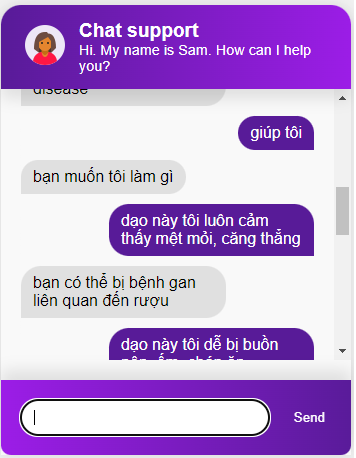 Chat support
Hi. My name is Sam. How can I help
you?
disease
giúp tôi
bạn muốn tôi làm gì
dạo này tôi luôn cảm
thấy mệt mỏi, căng thẳng
bạn có thể bị bệnh gan
liên quan đến rượu
dạo này tôi dễ bị buồn
Send